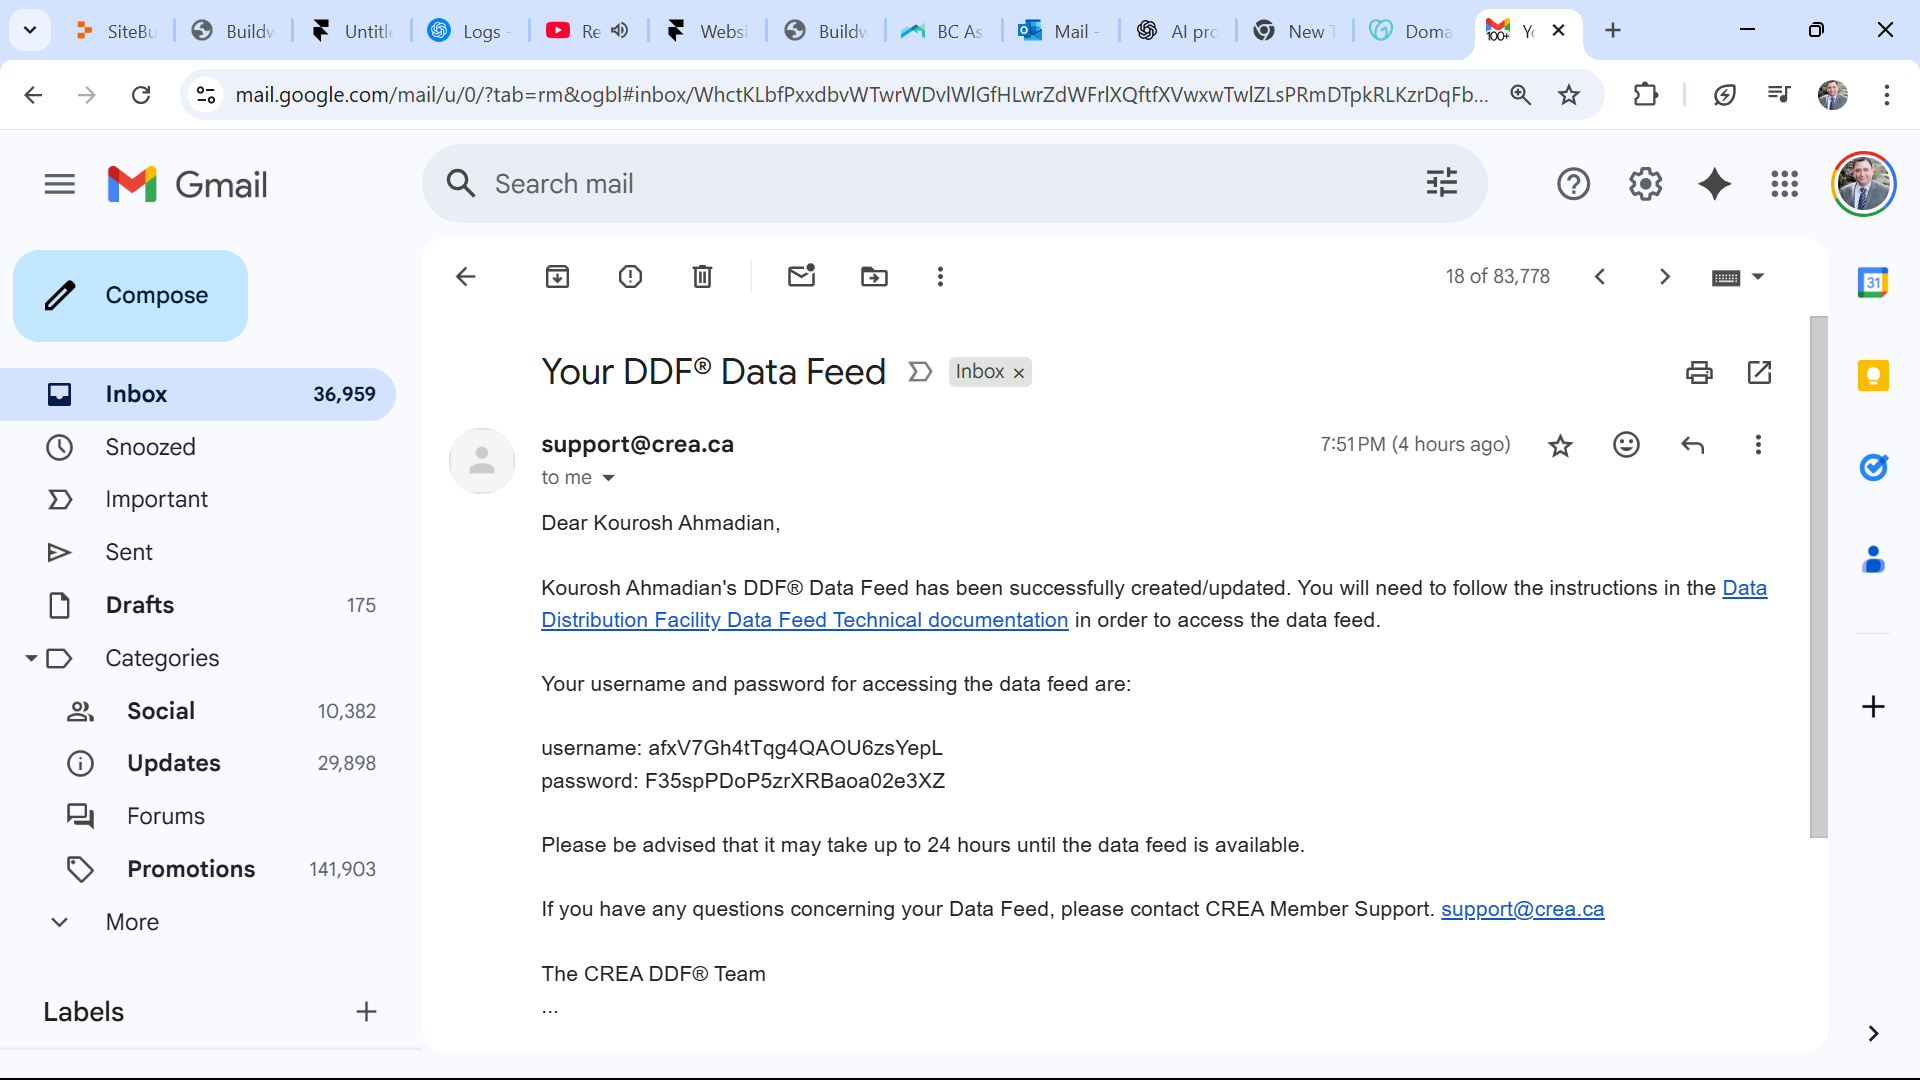 SiteBu
Buildw
Untitle
Logs -
Re
Websi
Buildw
BC As
Mail -
AI pro
New T
Doma
100+
Yo
mail.google.com/mail/u/0/?tab=rm&ogbl#inbox/WhctKLbfPxxdbvWTwrWDvlWlGfHLwrZdWFrlXQftfXVwxwTwlZLsPRmDTpkRLKzrDqFb...
Gmail
Search mail
Compose
18 of 83,778
31
Your DDF® Data Feed
Inbox ×
Inbox 36,959
Snoozed
Important
Sent
Drafts 175
Categories
Social 10,382
Updates 29,898
Forums
Promotions 141,903
More
Labels
support@crea.ca
7:51 PM (4 hours ago)
to me
Dear Kourosh Ahmadian,
Kourosh Ahmadian's DDF® Data Feed has been successfully created/updated. You will need to follow the instructions in the Data
Distribution Facility Data Feed Technical documentation in order to access the data feed.
Your username and password for accessing the data feed are:
username: afxV7Gh4tTqg4QAOU6zsYepL
password: F35spPDoP5zrXRBaoa02e3XZ
Please be advised that it may take up to 24 hours until the data feed is available.
If you have any questions concerning your Data Feed, please contact CREA Member Support. support@crea.ca
The CREA DDF® Team
...